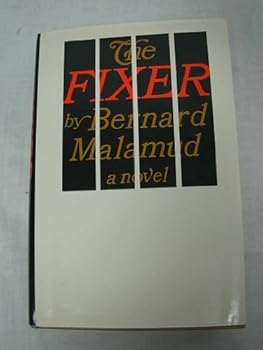 The
FIXER
by Bernard
Malamud
a novel